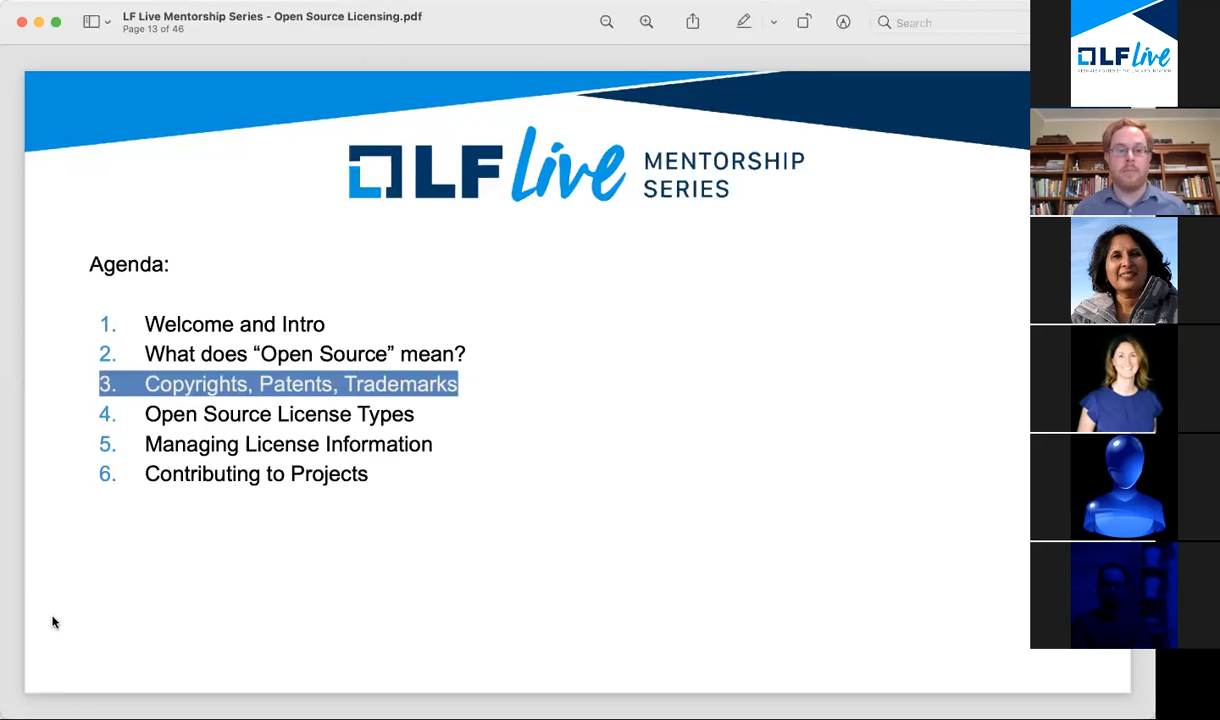 LF Live Mentorship Series - Open Source Licensing.pdf
Page 13 of 46
Search
LF Live MENTORSHIP
SERIES
Agenda:
1. Welcome and Intro
2. What does “Open Source” mean?
3. Copyrights, Patents, Trademarks
4. Open Source License Types
5. Managing License Information
6. Contributing to Projects
LF Live